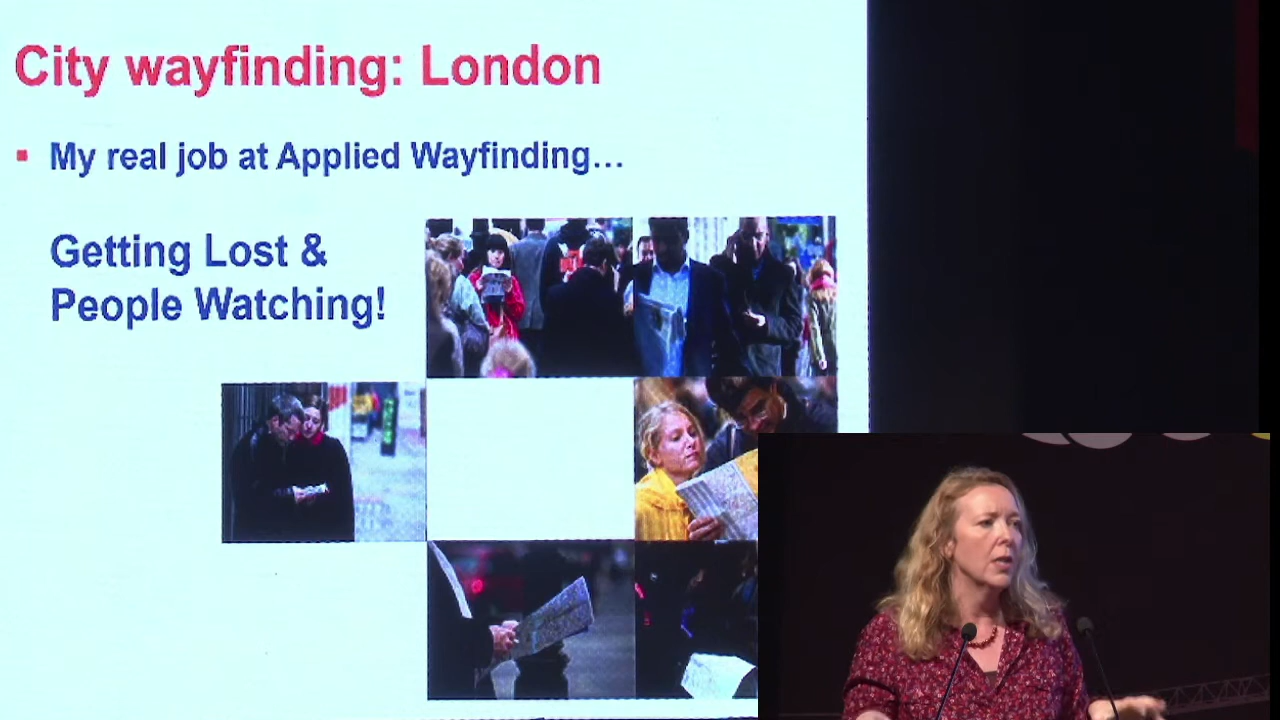 City wayfinding: London
▪ My real job at Applied Wayfinding…
Getting Lost &
People Watching!